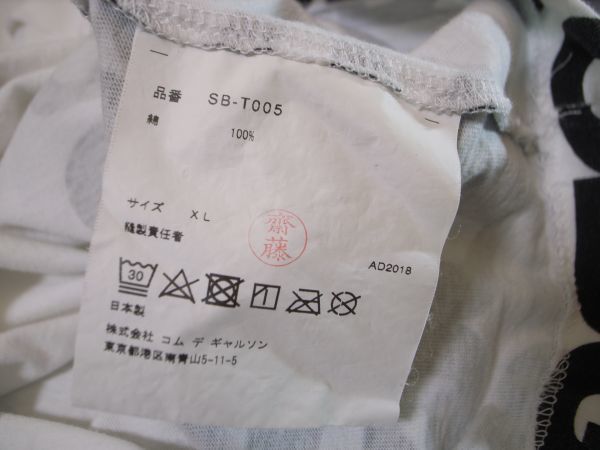 品番 SB-T005
綿 100%
サイズ XL
縫製責任者
齋藤
AD2018
30
日本製
株式会社 コム デ ギャルソン
東京都港区南青山5-11-5